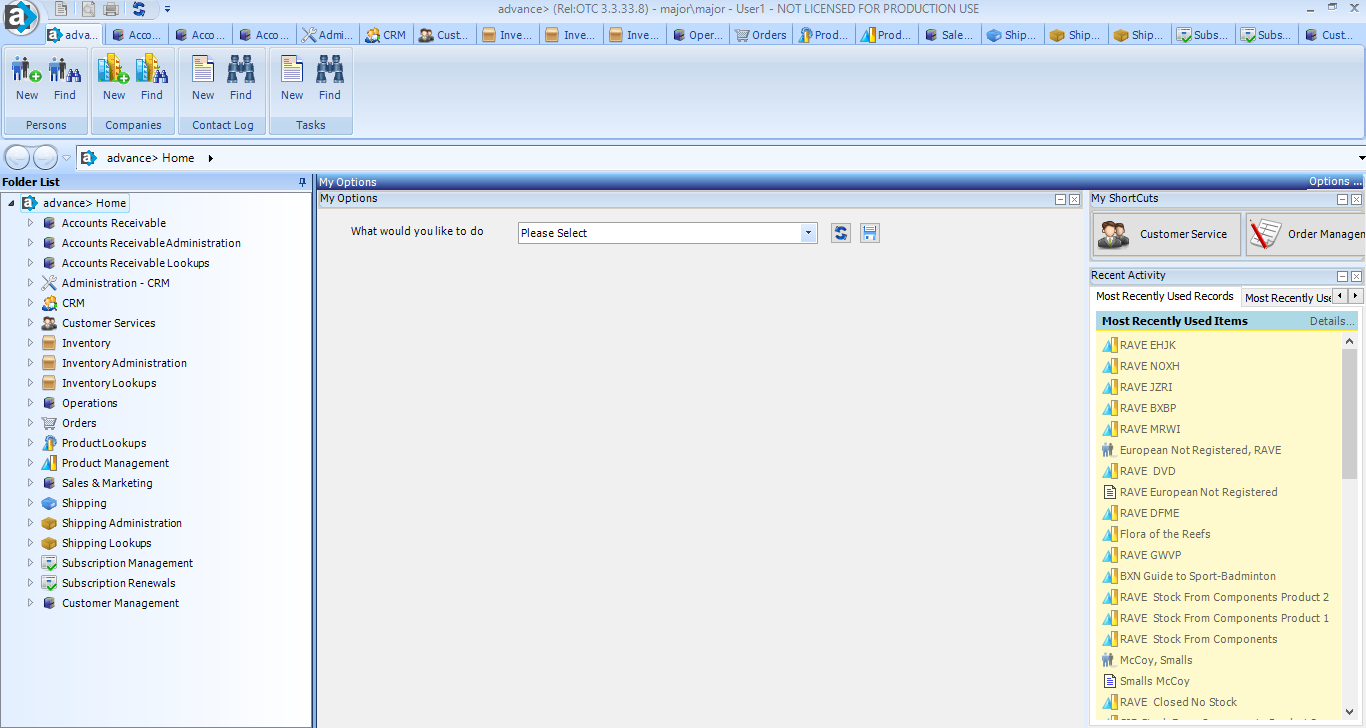 advance> (Rel:OTC 3.3.33.8) - major\major - User1 - NOT LICENSED FOR PRODUCTION USE
adva... Acco... Acco ... Acco ... Admi... CRM Cust... Inve... Inve... Inve... Oper... Orders Prod... Prod... Sale... Ship... Ship... Ship... Subs... Subs... Cust...
New Find New Find New Find New Find
Persons Companies Contact Log Tasks
advance> Home
Folder List
advance> Home
Accounts Receivable
Accounts Receivable Administration
Accounts Receivable Lookups
Administration - CRM
CRM
Customer Services
Inventory
Inventory Administration
Inventory Lookups
Operations
Orders
Product Lookups
Product Management
Sales & Marketing
Shipping
Shipping Administration
Shipping Lookups
Subscription Management
Subscription Renewals
Customer Management
My Options Options ...
My Options
What would you like to do Please Select
My ShortCuts
Customer Service Order Managen
Recent Activity
Most Recently Used Records Most Recently Use
Most Recently Used Items Details...
RAVE EHJK
RAVE NOXH
RAVE JZRI
RAVE BXBP
RAVE MRWI
European Not Registered, RAVE
RAVE DVD
RAVE European Not Registered
RAVE DFME
Flora of the Reefs
RAVE GWVP
BXN Guide to Sport-Badminton
RAVE Stock From Components Product 2
RAVE Stock From Components Product 1
RAVE Stock From Components
McCoy, Smalls
Smalls McCoy
RAVE Closed No Stock